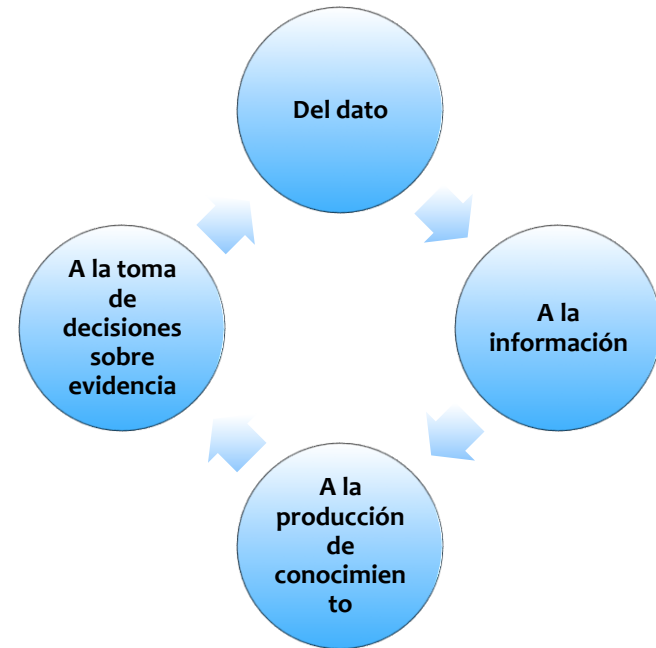 Del dato
A la
información
A la
producción
de
conocimien
to
A la toma
de
decisiones
sobre
evidencia